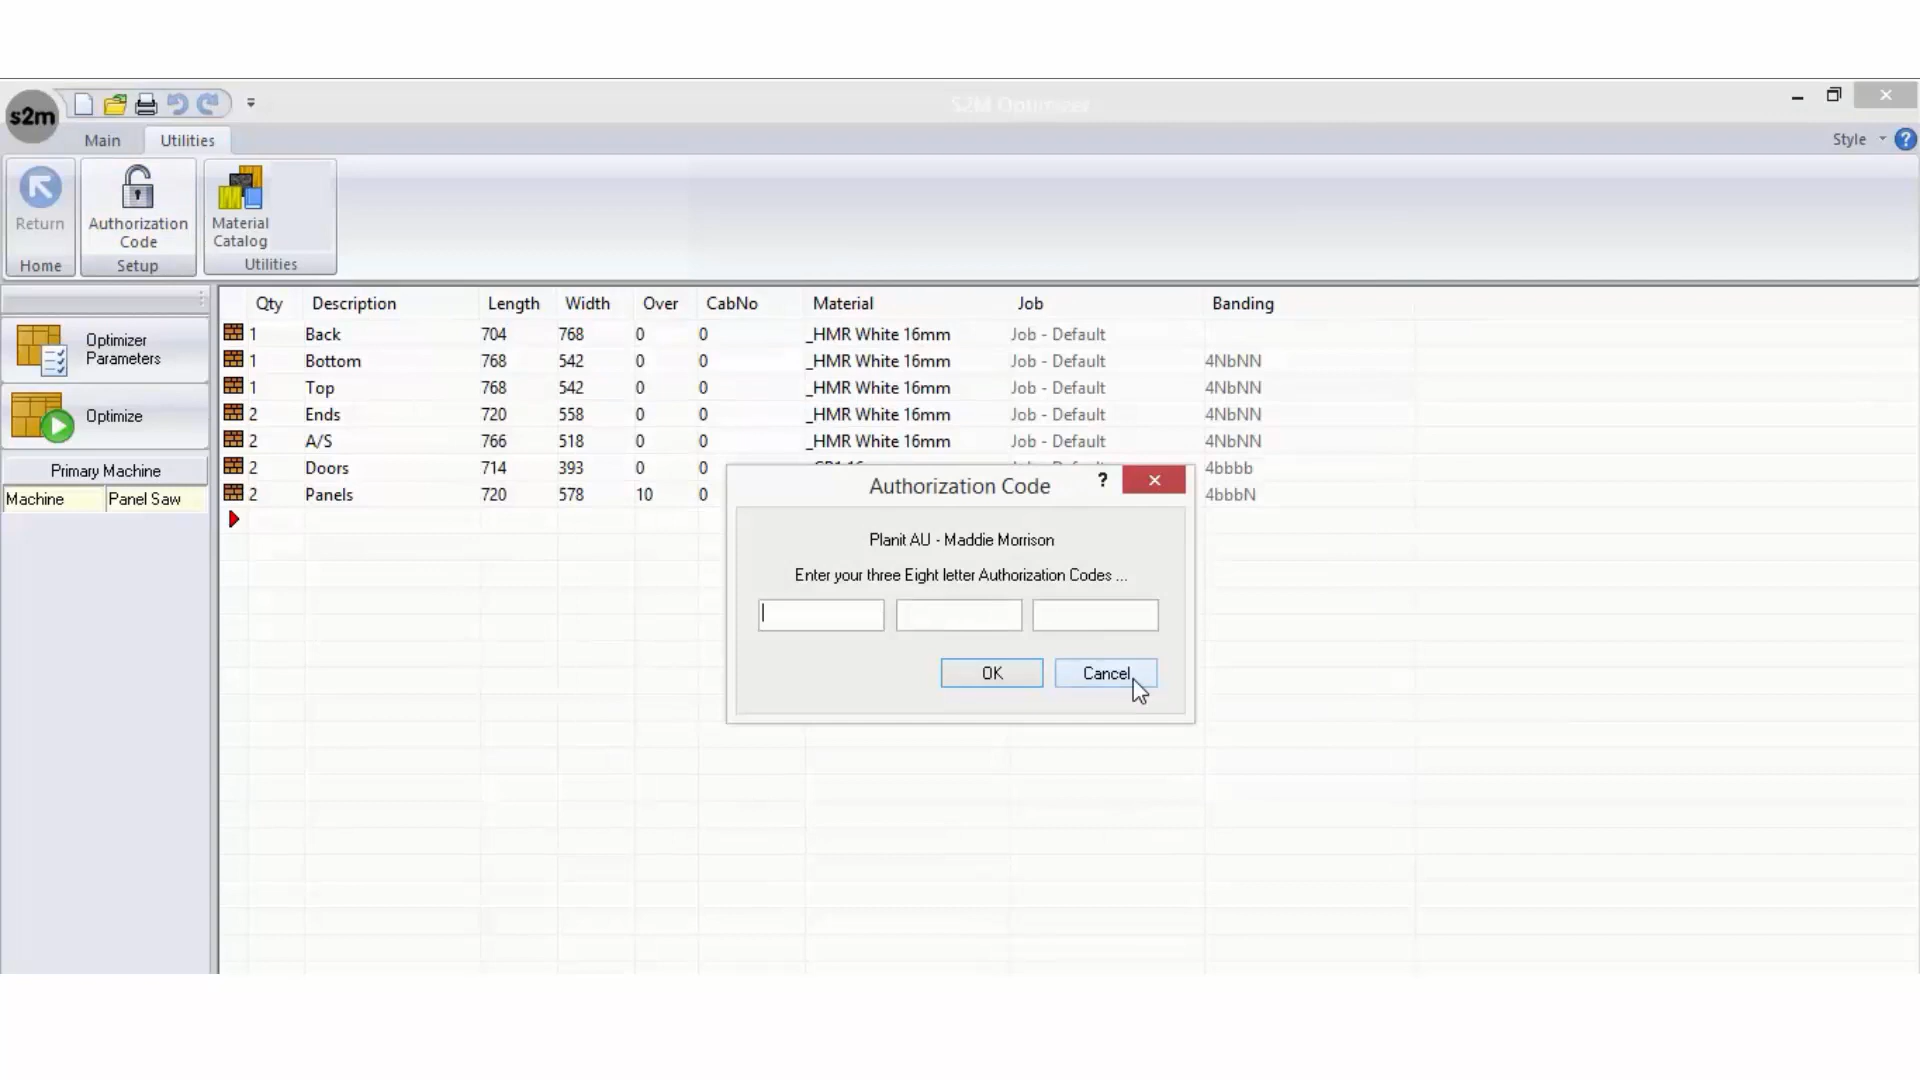 s2m
S2M Optimizer
Main Utilities Style
Return
Home
Authorization
Code
Setup
Material
Catalog
Utilities
Optimizer
Parameters
Optimize
Primary Machine
Machine Panel Saw
Qty Description Length Width Over CabNo Material Job Banding
1 Back 704 768 0 0 _HMR White 16mm Job - Default
1 Bottom 768 542 0 0 _HMR White 16mm Job - Default 4NbNN
1 Top 768 542 0 0 _HMR White 16mm Job - Default 4NbNN
2 Ends 720 558 0 0 _HMR White 16mm Job - Default 4NbNN
2 A/S 766 518 0 0 _HMR White 16mm Job - Default 4NbNN
2 Doors 714 393 0 0 4bbbb
2 Panels 720 578 10 0 4bbbN
Authorization Code ?
Planit AU - Maddie Morrison
Enter your three Eight letter Authorization Codes ...
OK Cancel